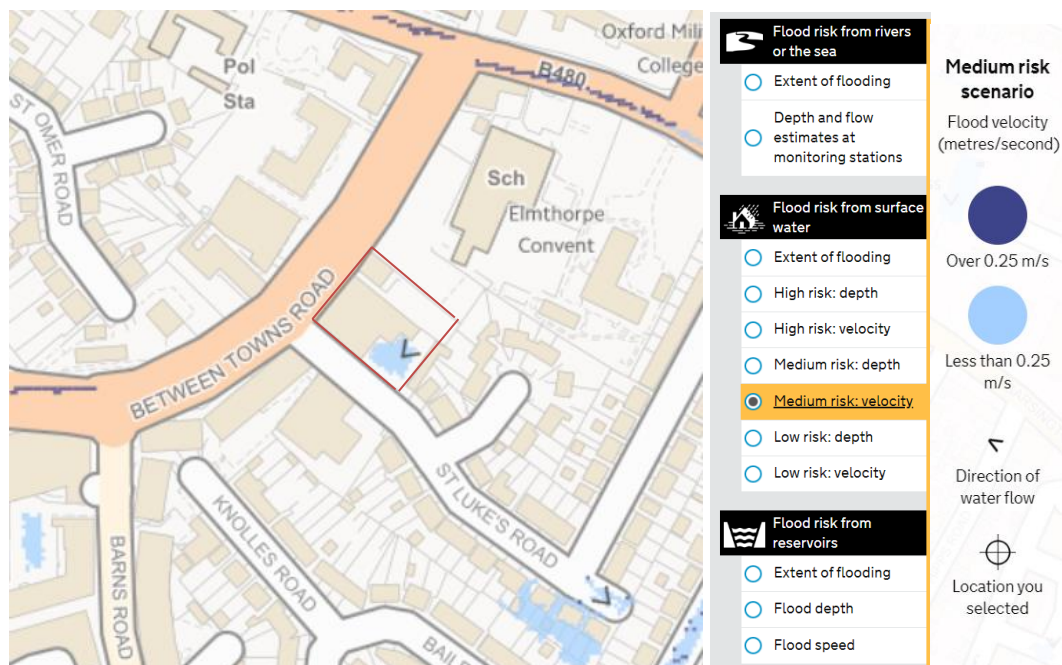 Oxford Mili
College
B480
Pol
Sta
ST OMER ROAD
Sch
Elmthorpe
Convent
BETWEEN TOWNS ROAD
ST LUKE'S ROAD
KNOLLES ROAD
BARNS ROAD
BAILE
Flood risk from rivers
or the sea
Extent of flooding
Depth and flow
estimates at
monitoring stations
Flood risk from surface
water
Extent of flooding
High risk: depth
High risk: velocity
Medium risk: depth
Medium risk: velocity
Low risk: depth
Low risk: velocity
Flood risk from
reservoirs
Extent of flooding
Flood depth
Flood speed
Medium risk
scenario
Flood velocity
(metres/second)
Over 0.25 m/s
Less than 0.25
m/s
Direction of
water flow
Location you
selected